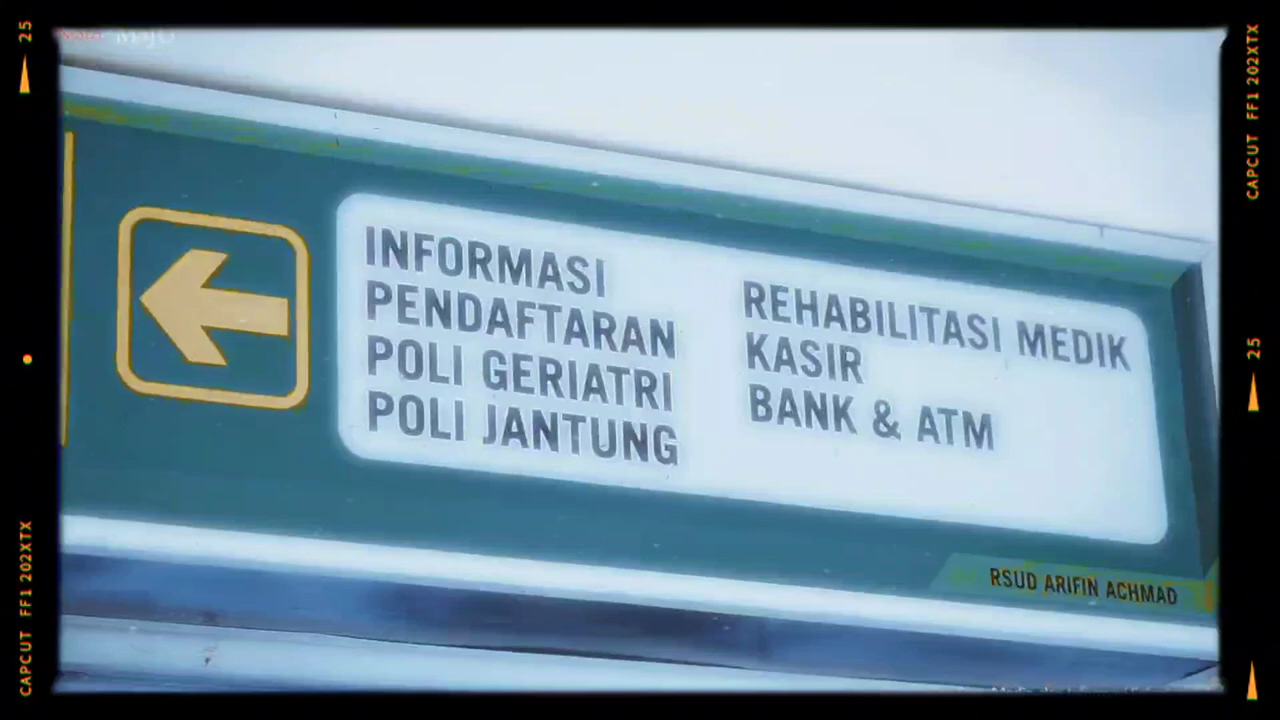 INFORMASI
PENDAFTARAN
POLI GERIATRI
POLI JANTUNG
REHABILITASI MEDIK
KASIR
BANK & ATM
RSUD ARIFIN ACHMAD
25
CAPCUT FF1 202XTX
CAPCUT FF1 202XTX
25